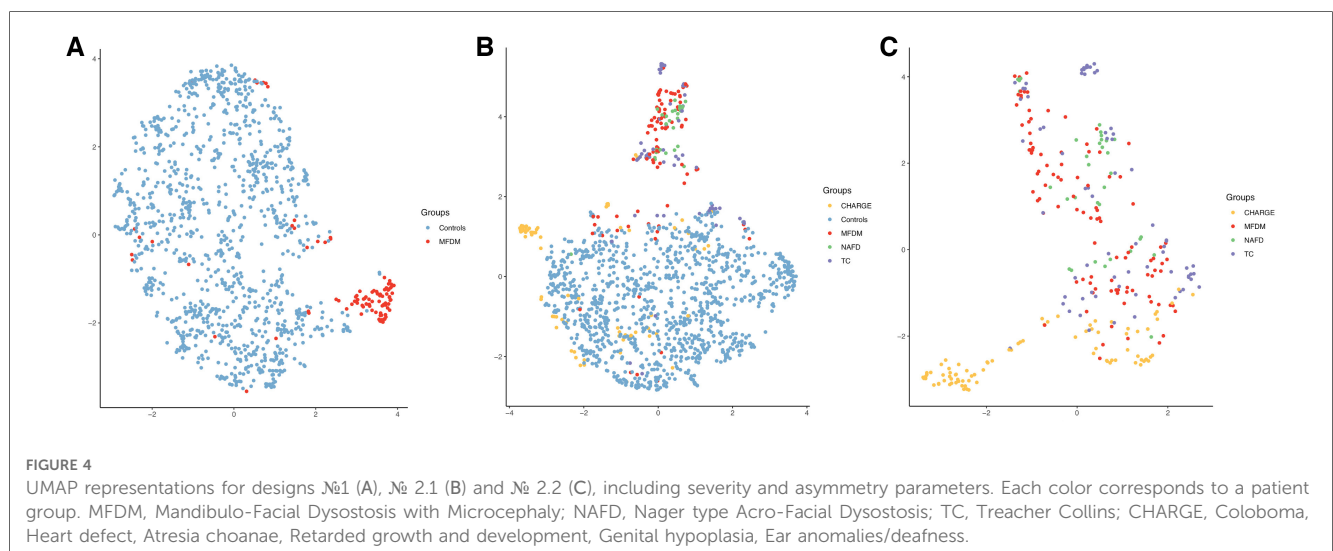 A
B
C
4
2
0
−2
−2
0
2
4
Groups
Controls
MFDM
4
2
0
−2
−4
−2
0
2
4
Groups
CHARGE
Controls
MFDM
NAFD
TC
4
2
0
−2
−2
0
2
Groups
CHARGE
MFDM
NAFD
TC
FIGURE 4
UMAP representations for designs №1 (A), № 2.1 (B) and № 2.2 (C), including severity and asymmetry parameters. Each color corresponds to a patient
group. MFDM, Mandibulo-Facial Dysostosis with Microcephaly; NAFD, Nager type Acro-Facial Dysostosis; TC, Treacher Collins; CHARGE, Coloboma,
Heart defect, Atresia choanae, Retarded growth and development, Genital hypoplasia, Ear anomalies/deafness.